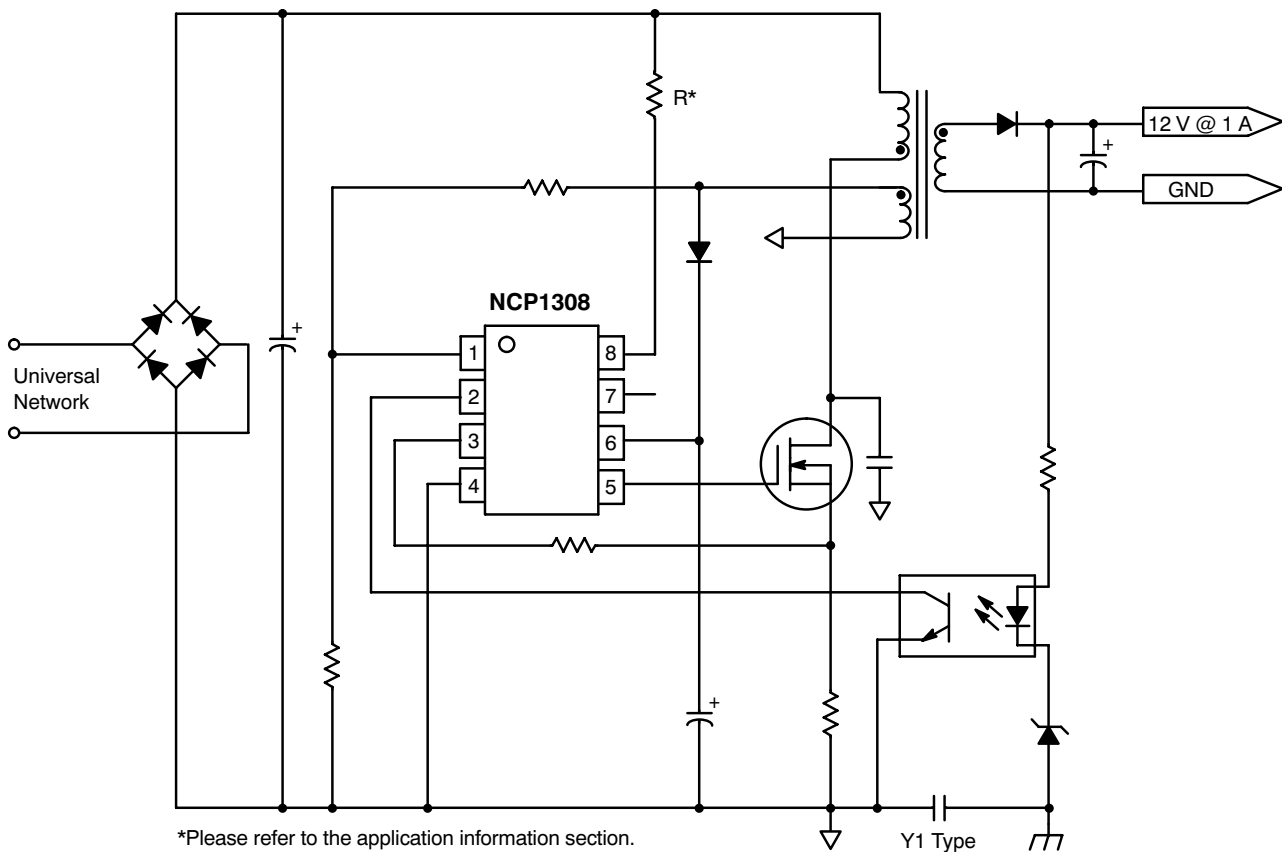 R*
12 V @ 1 A
GND
NCP1308
1
8
2
7
3
6
4
5
+
+
+
Universal
Network
*Please refer to the application information section.
Y1 Type